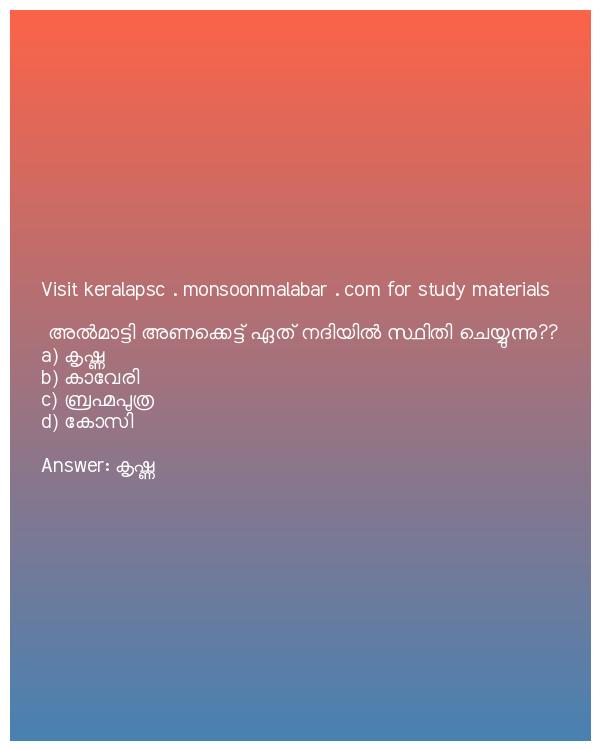 Visit keralapsc . monsoonmalabar . com for study materials
അൽമാട്ടി അണക്കെട്ട് ഏത് നദിയിൽ സ്ഥിതി ചെയ്യുന്നു??
a) കൃഷ്ണ
b) കാവേരി
c) ബ്രഹ്മപുത്ര
d) കോസി
Answer: കൃഷ്ണ